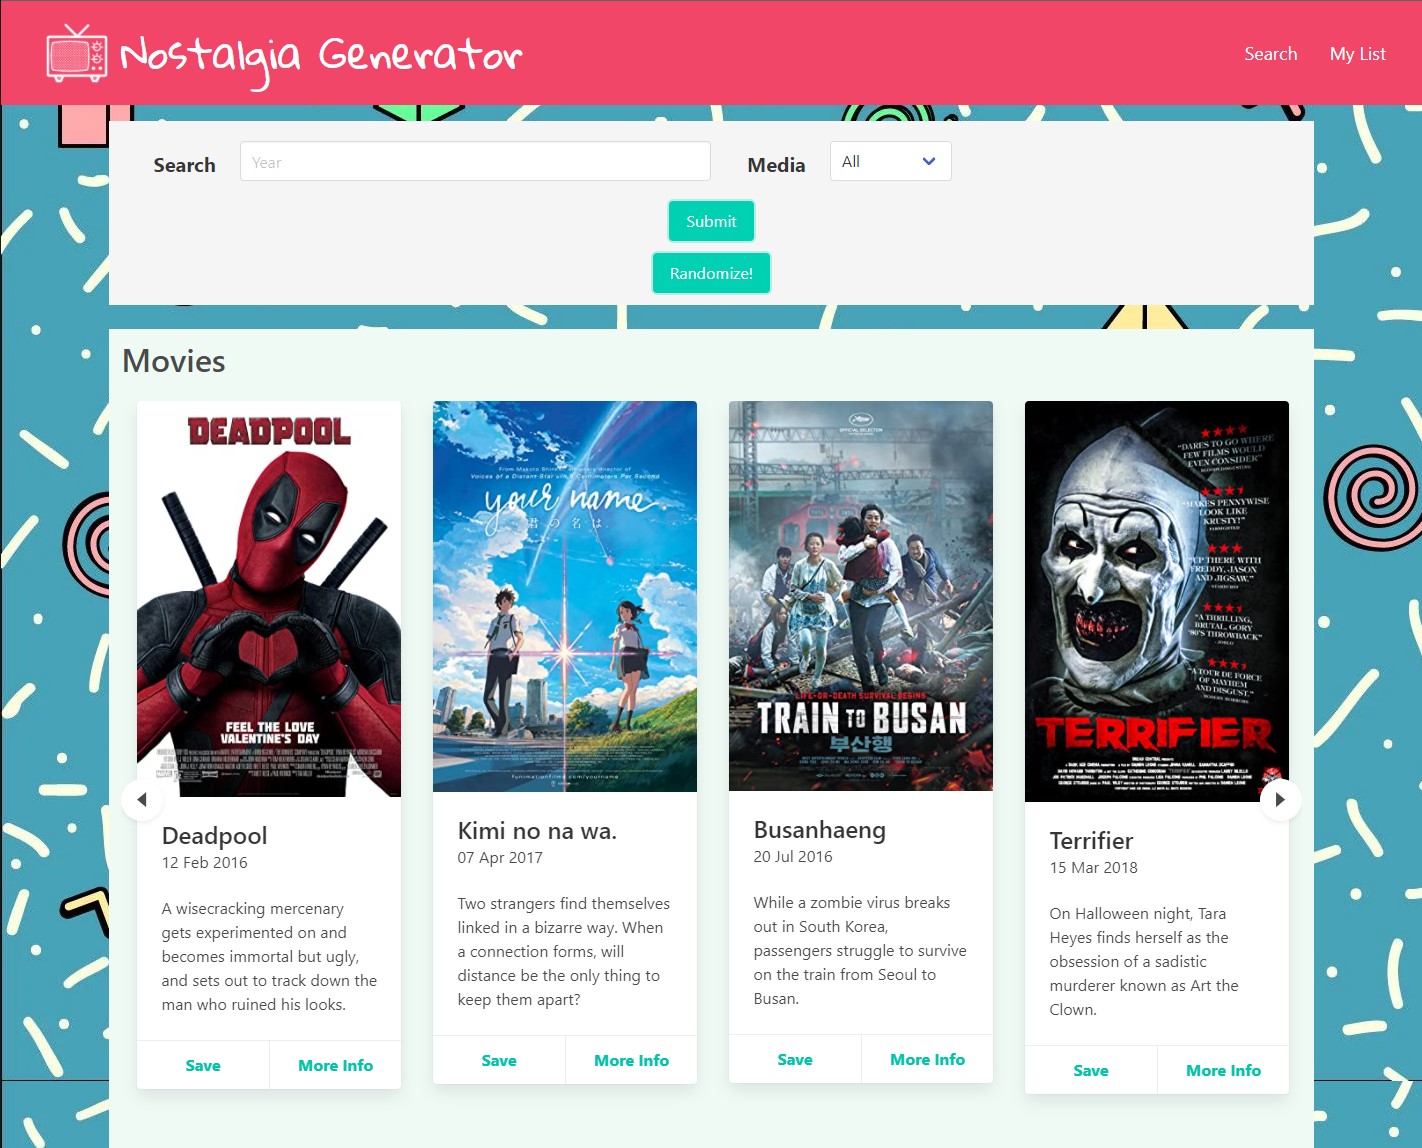 Nostalgia Generator
Search
My List
Search
Year
Media
All
Submit
Randomize!
Movies
DEADPOOL
FEEL THE LOVE
VALENTINE'S DAY
Deadpool
12 Feb 2016
A wisecracking mercenary
gets experimented on and
becomes immortal but ugly,
and sets out to track down the
man who ruined his looks.
Save
More Info
your name
君の名は
funimationfilms.com/yourname
Kimi no na wa.
07 Apr 2017
Two strangers find themselves
linked in a bizarre way. When
a connection forms, will
distance be the only thing to
keep them apart?
Save
More Info
OFFICIAL SELECTION
LIFE-OR-DEATH SURVIVAL BEGINS
TRAIN TO BUSAN
부산행
Busanhaeng
20 Jul 2016
While a zombie virus breaks
out in South Korea,
passengers struggle to survive
on the train from Seoul to
Busan.
Save
More Info
"DARES TO GO WHERE
FEW FILMS WOULD
EVEN CONSIDER"
"MAKES PENNYWISE
LOOK LIKE
KRUSTY!"
"UP THERE WITH
FREDDY, JASON
AND JIGSAW."
"A THRILLING,
BRUTAL, GORY
'80'S THROWBACK"
"A TOUR DE FORCE
OF MAYHEM
AND DISGUST."
TERRIFIER
Terrifier
15 Mar 2018
On Halloween night, Tara
Heyes finds herself as the
obsession of a sadistic
murderer known as Art the
Clown.
Save
More Info